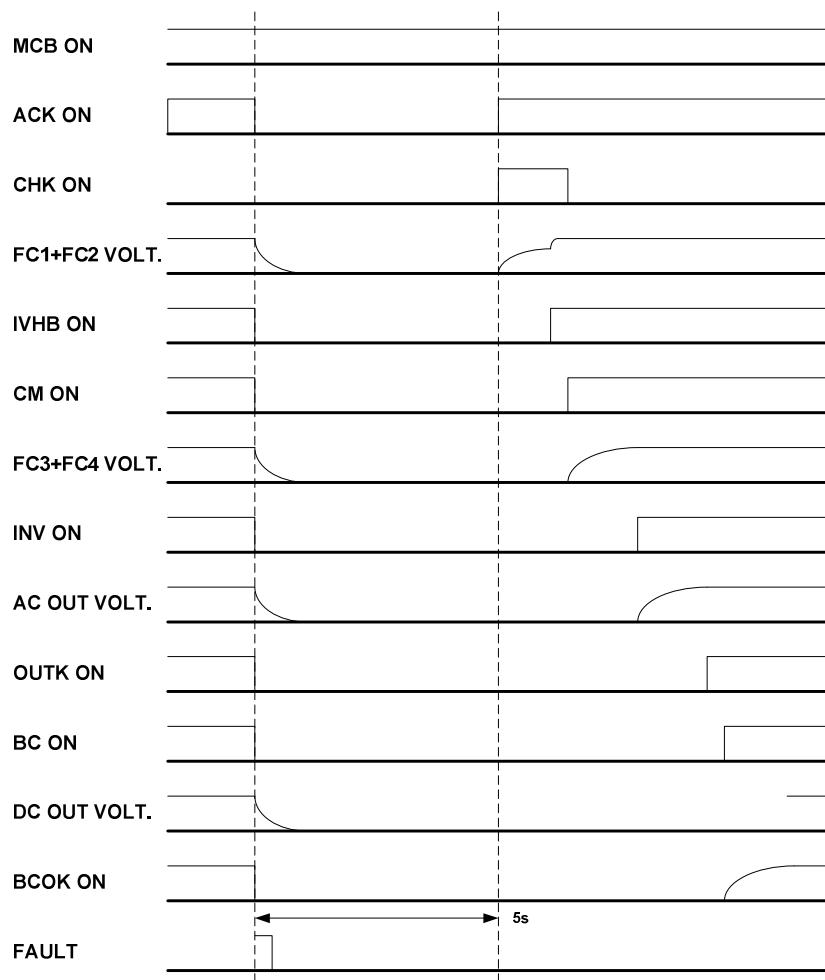 MCB ON
ACK ON
CHK ON
FC1+FC2 VOLT.
IVHB ON
CM ON
FC3+FC4 VOLT.
INV ON
AC OUT VOLT.
OUTK ON
BC ON
DC OUT VOLT.
BCOK ON
5s
FAULT